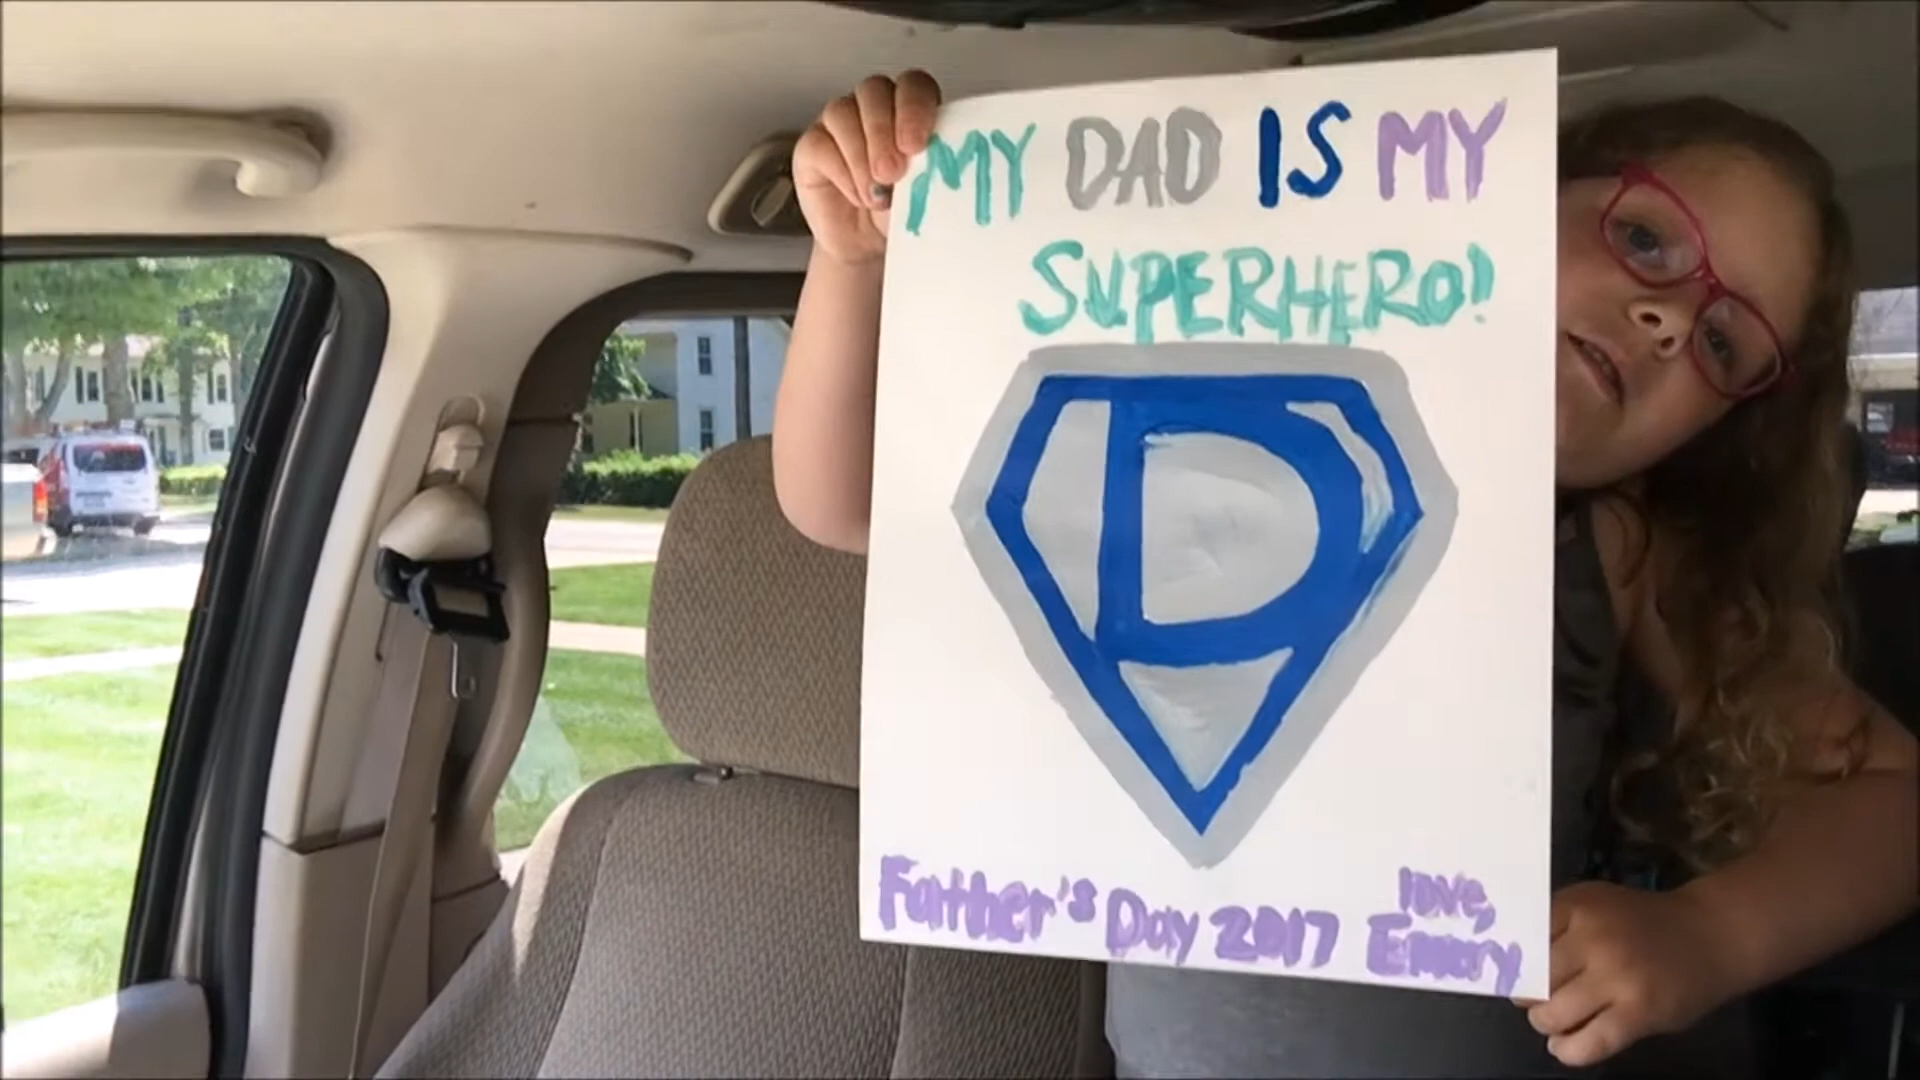 MY DAD IS MY
SUPERHERO!
D
Father's Day 2017
love,
Emery